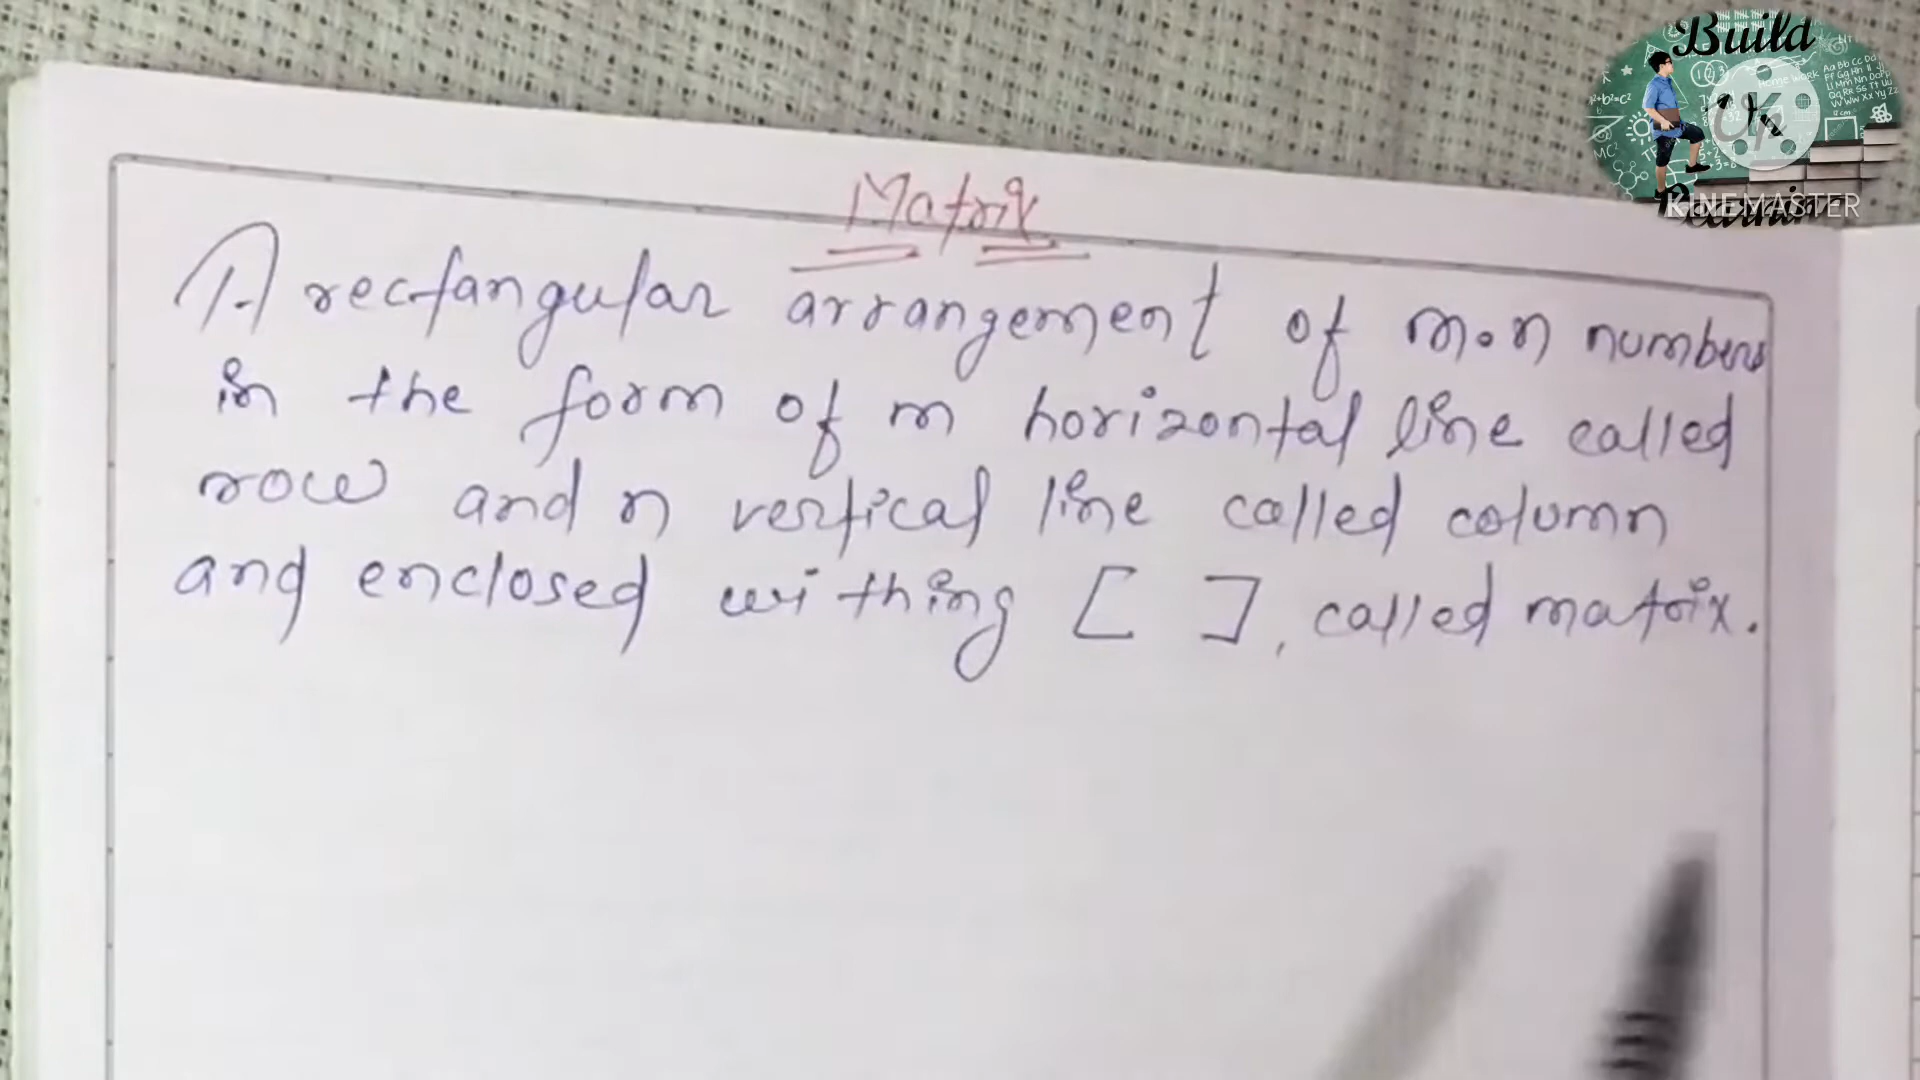 Build
KINEMASTER
Matrix
A rectangular arrangement of m.n numbers
in the form of m horizontal line called
row and n vertical line called column
and enclosed withing [ ], called matrix.